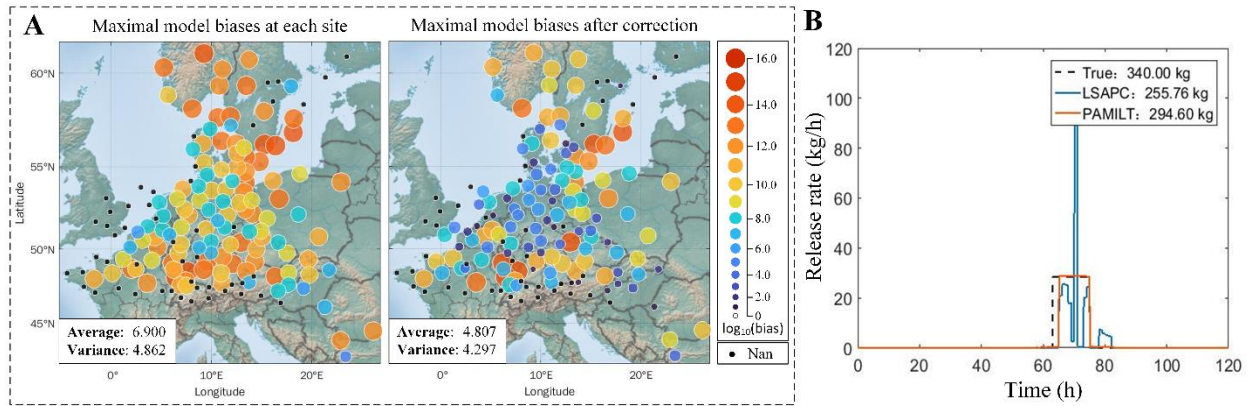 A
Maximal model biases at each site
Maximal model biases after correction
60°N
55°N
50°N
45°N
Latitude
Average: 6.900
Variance: 4.862
0°
10°E
20°E
Longitude
Average: 4.807
Variance: 4.297
0°
10°E
20°E
Longitude
16.0
14.0
12.0
10.0
8.0
6.0
4.0
2.0
0
log₁₀(bias)
Nan
B
Release rate (kg/h)
120
100
80
60
40
20
0
True: 340.00 kg
LSAPC: 255.76 kg
PAMILT: 294.60 kg
0
20
40
60
80
100
120
Time (h)